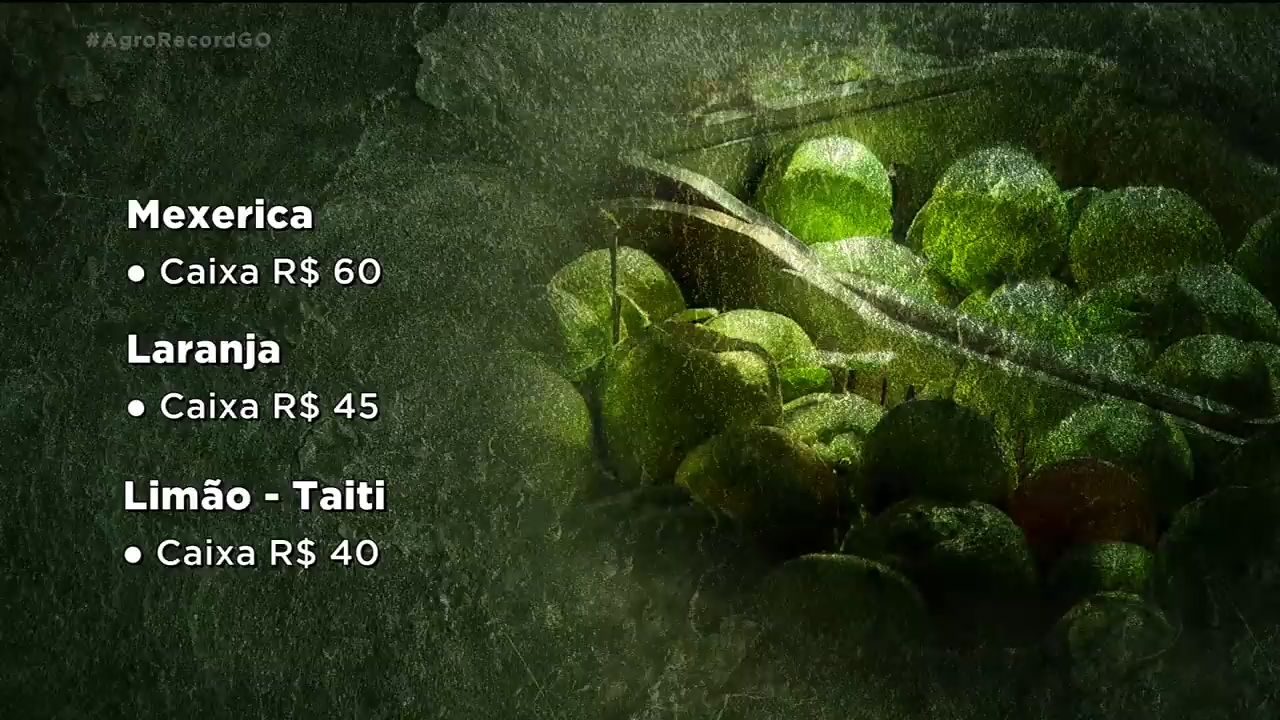 #AgroRecordGO
Mexerica
● Caixa R$ 60
Laranja
● Caixa R$ 45
Limão - Taiti
● Caixa R$ 40